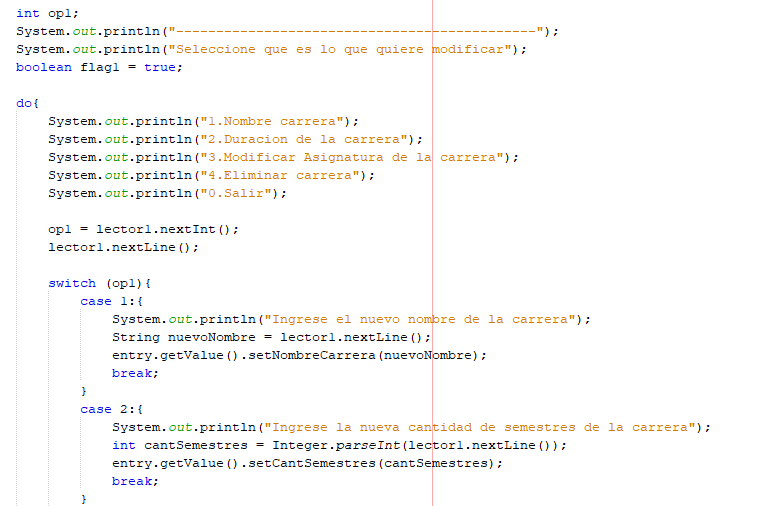 int op1;
System.out.println("---------------------------------------------");
System.out.println("Seleccione que es lo que quiere modificar");
boolean flag1 = true;
do{
System.out.println("1.Nombre carrera");
System.out.println("2.Duracion de la carrera");
System.out.println("3.Modificar Asignatura de la carrera");
System.out.println("4.Eliminar carrera");
System.out.println("0.Salir");
op1 = lector1.nextInt();
lector1.nextLine();
switch (op1){
case 1:{
System.out.println("Ingrese el nuevo nombre de la carrera");
String nuevoNombre = lector1.nextLine();
entry.getValue().setNombreCarrera(nuevoNombre);
break;
}
case 2:{
System.out.println("Ingrese la nueva cantidad de semestres de la carrera");
int cantSemestres = Integer.parseInt(lector1.nextLine());
entry.getValue().setCantSemestres(cantSemestres);
break;
}